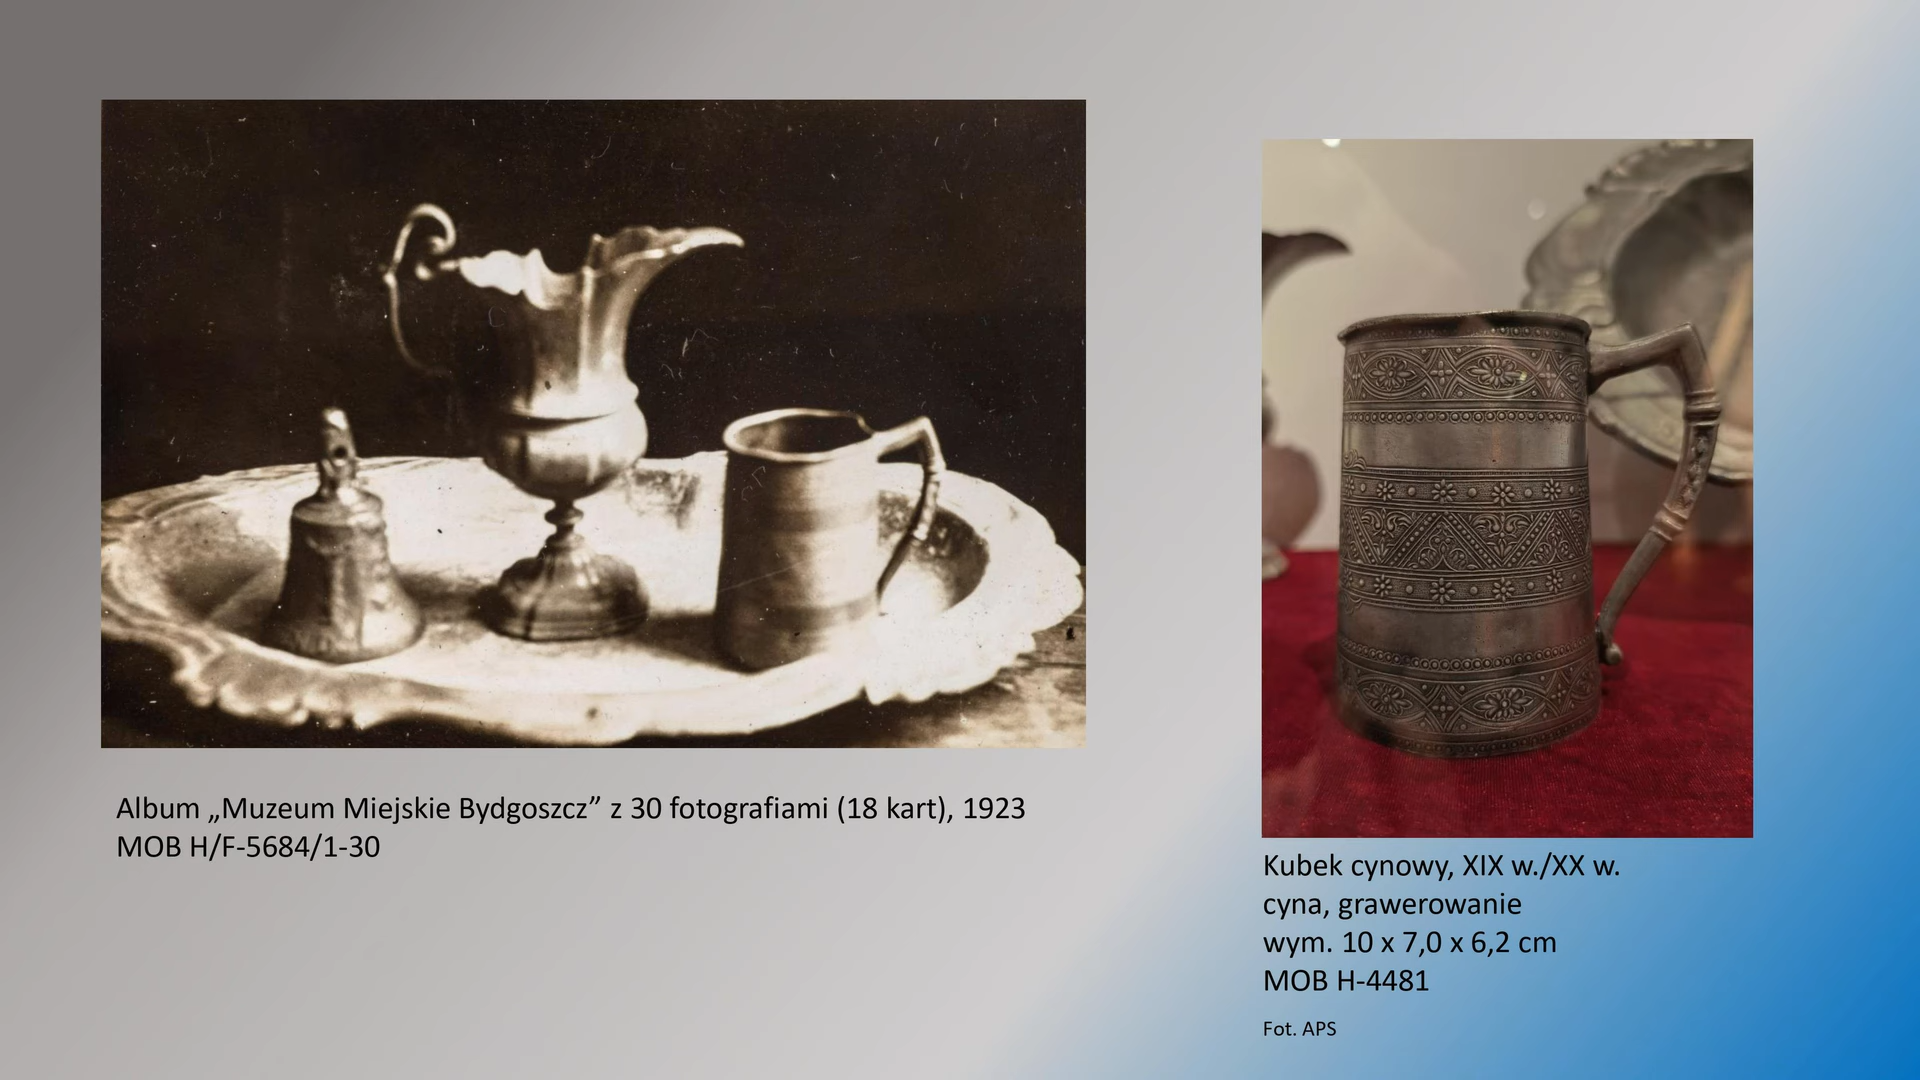 Album „Muzeum Miejskie Bydgoszcz” z 30 fotografiami (18 kart), 1923
MOB H/F-5684/1-30
Kubek cynowy, XIX w./XX w.
cyna, grawerowanie
wym. 10 x 7,0 x 6,2 cm
MOB H-4481
Fot. APS